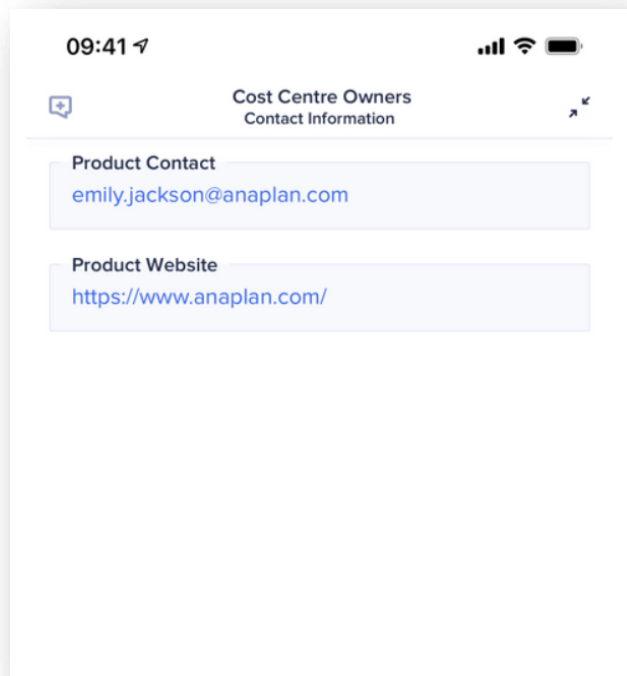 09:41
Cost Centre Owners
Contact Information
Product Contact
emily.jackson@anaplan.com
Product Website
https://www.anaplan.com/